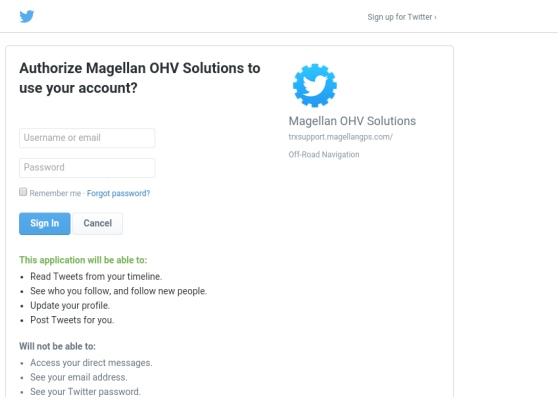 Sign up for Twitter ›
Authorize Magellan OHV Solutions to
use your account?
Username or email
Password
Remember me · Forgot password?
Sign In
Cancel
This application will be able to:
• Read Tweets from your timeline.
• See who you follow, and follow new people.
• Update your profile.
• Post Tweets for you.
Will not be able to:
• Access your direct messages.
• See your email address.
• See your Twitter password.
Magellan OHV Solutions
trxsupport.magellangps.com/
Off-Road Navigation